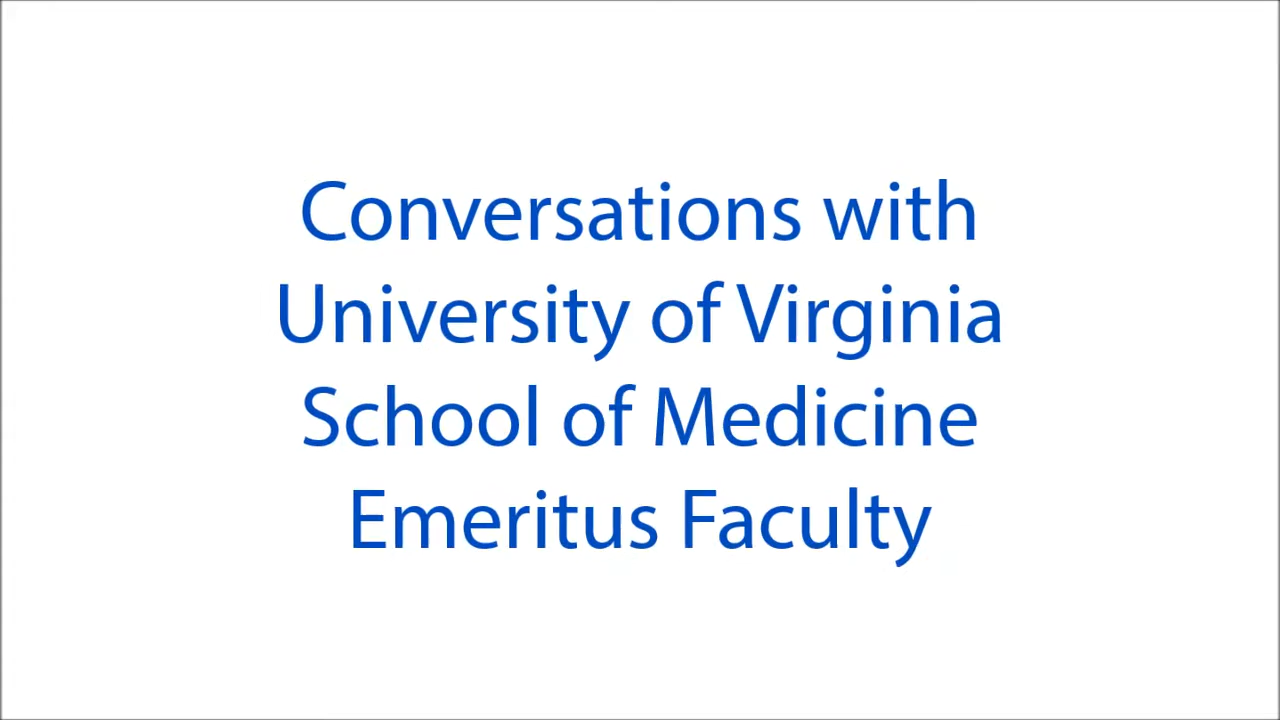 Conversations with
University of Virginia
School of Medicine
Emeritus Faculty